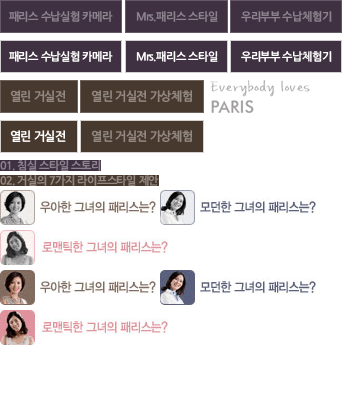 패리스 수납실험 카메라 Mrs.패리스 스타일 우리부부 수납체험기
패리스 수납실험 카메라 Mrs.패리스 스타일 우리부부 수납체험기
열린 거실전 열린 거실전 가상체험 Everybody loves
PARIS
열린 거실전 열린 거실전 가상체험
01. 침실 스타일 스토리
02. 거실의 7가지 라이프스타일 제안
우아한 그녀의 패리스는? 모던한 그녀의 패리스는?
로맨틱한 그녀의 패리스는?
우아한 그녀의 패리스는? 모던한 그녀의 패리스는?
로맨틱한 그녀의 패리스는?